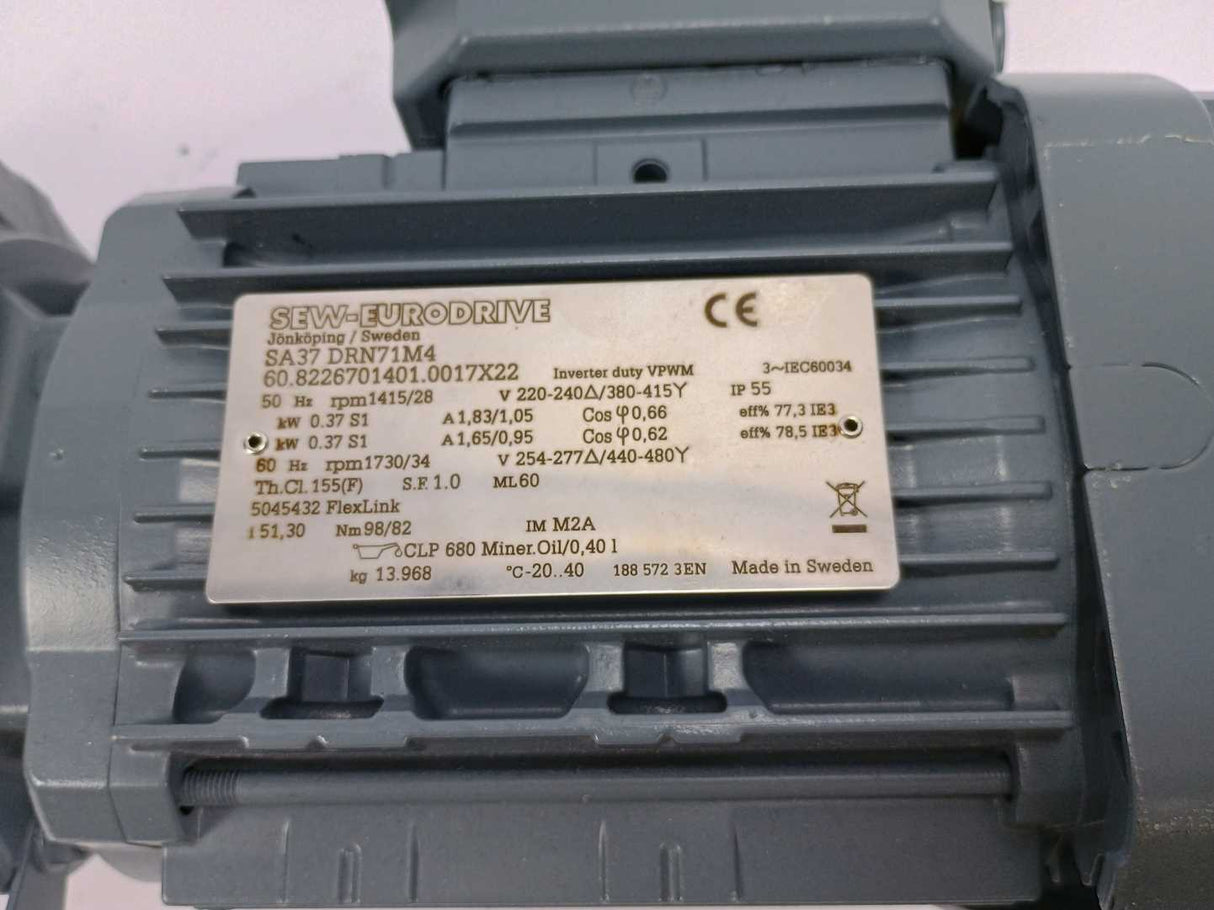 SEW-EURODRIVE CE
Jönköping / Sweden
SA37 DRN71M4
60.8226701401.0017X22 Inverter duty VPWM 3~IEC60034
50 Hz rpm1415/28 V 220-240Δ/380-415Y IP 55
kW 0.37 S1 A 1,83/1,05 Cos φ 0,66 eff% 77,3 IE3
kW 0.37 S1 A 1,65/0,95 Cos φ 0,62 eff% 78,5 IE3
60 Hz rpm1730/34 V 254-277Δ/440-480Y
Th.Cl.155(F) S.F. 1.0 ML60
5045432 FlexLink
i 51,30 Nm 98/82 IM M2A
CLP 680 Miner.Oil/0,40 l
kg 13.968 °C-20..40 188 572 3EN Made in Sweden